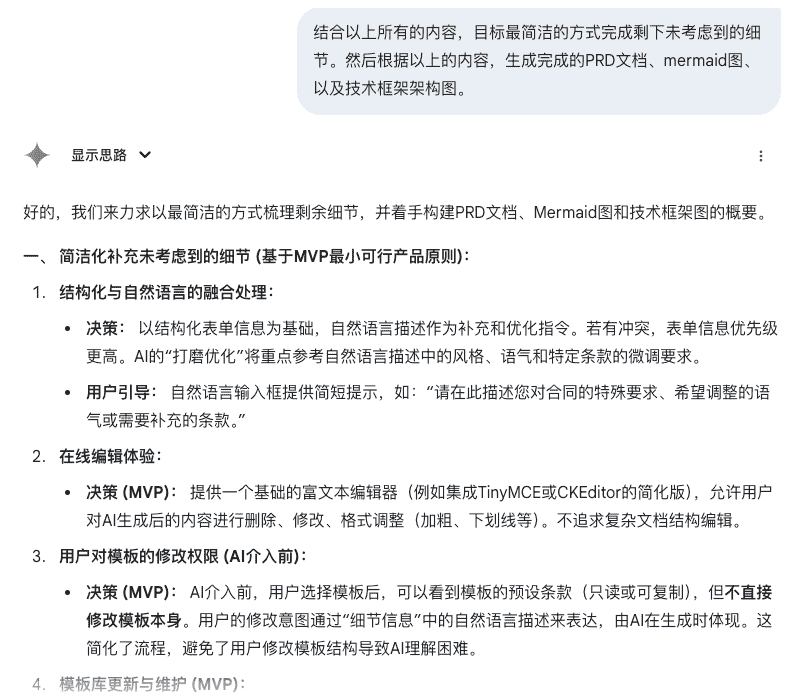 结合以上所有的内容，目标最简洁的方式完成剩下未考虑到的细
节。然后根据以上的内容，生成完成的PRD文档、mermaid图、
以及技术框架架构图。
显示思路
好的，我们来力求以最简洁的方式梳理剩余细节，并着手构建PRD文档、Mermaid图和技术框架图的概要。
一、 简洁化补充未考虑到的细节 (基于MVP最小可行产品原则)：
1. 结构化与自然语言的融合处理：
• 决策： 以结构化表单信息为基础，自然语言描述作为补充和优化指令。若有冲突，表单信息优先级
更高。AI的“打磨优化”将重点参考自然语言描述中的风格、语气和特定条款的微调要求。
• 用户引导： 自然语言输入框提供简短提示，如：“请在此描述您对合同的特殊要求、希望调整的语
气或需要补充的条款。”
2. 在线编辑体验：
• 决策 (MVP)： 提供一个基础的富文本编辑器（例如集成TinyMCE或CKEditor的简化版），允许用户
对AI生成后的内容进行删除、修改、格式调整（加粗、下划线等）。不追求复杂文档结构编辑。
3. 用户对模板的修改权限 (AI介入前)：
• 决策 (MVP)： AI介入前，用户选择模板后，可以看到模板的预设条款（只读或可复制），但不直接
修改模板本身。用户的修改意图通过“细节信息”中的自然语言描述来表达，由AI在生成时体现。这
简化了流程，避免了用户修改模板结构导致AI理解困难。
4. 模板库更新与维护 (MVP)：